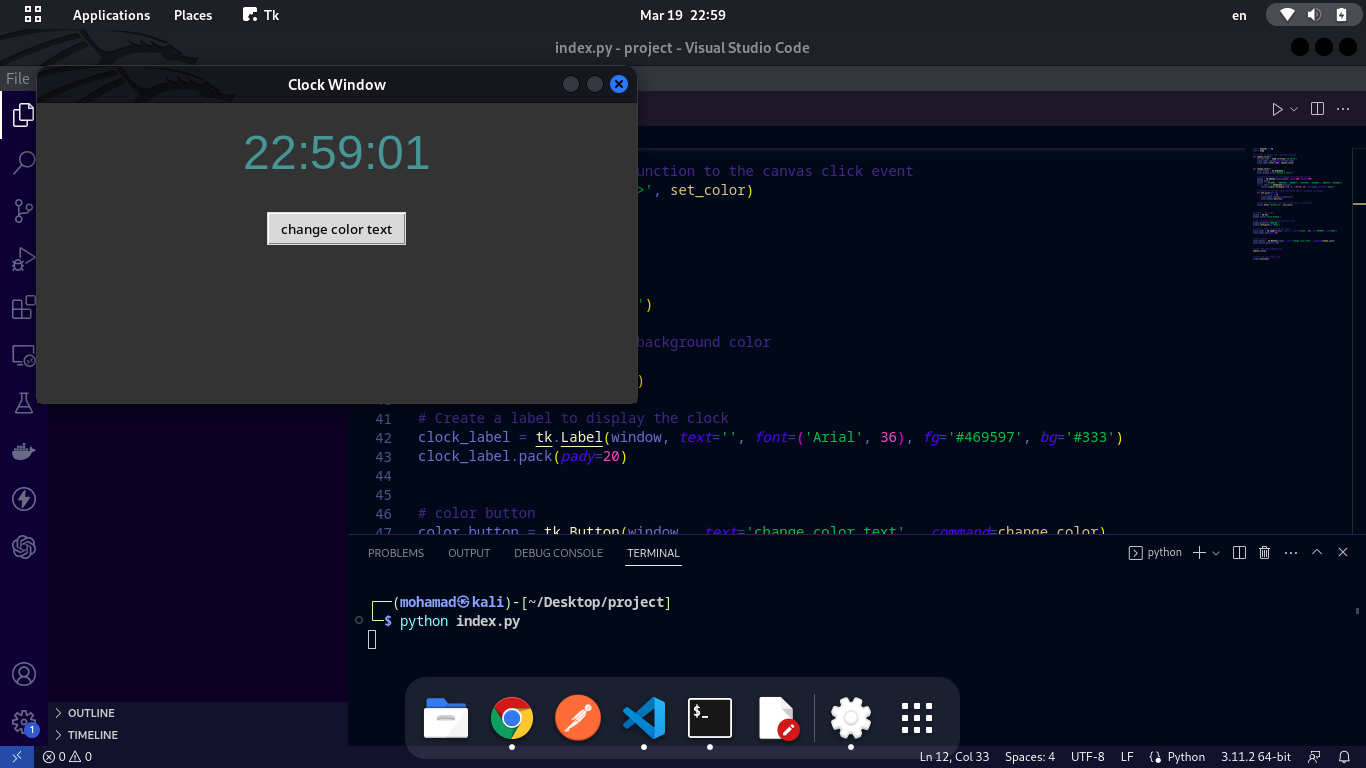 Applications Places Tk Mar 19 22:59 en
index.py - project - Visual Studio Code
File
Clock Window
22:59:01
change color text
unction to the canvas click event
>', set_color)
')
background color
)
41 # Create a label to display the clock
42 clock_label = tk.Label(window, text='', font=('Arial', 36), fg='#469597', bg='#333')
43 clock_label.pack(pady=20)
44
45
46 # color button
47 color_button = tk.Button(window, text='change color text', command=change_color)
PROBLEMS OUTPUT DEBUG CONSOLE TERMINAL python
(mohamad㉿kali)-[~/Desktop/project]
$ python index.py
OUTLINE
TIMELINE
1
$_
0 0 Ln 12, Col 33 Spaces: 4 UTF-8 LF Python 3.11.2 64-bit